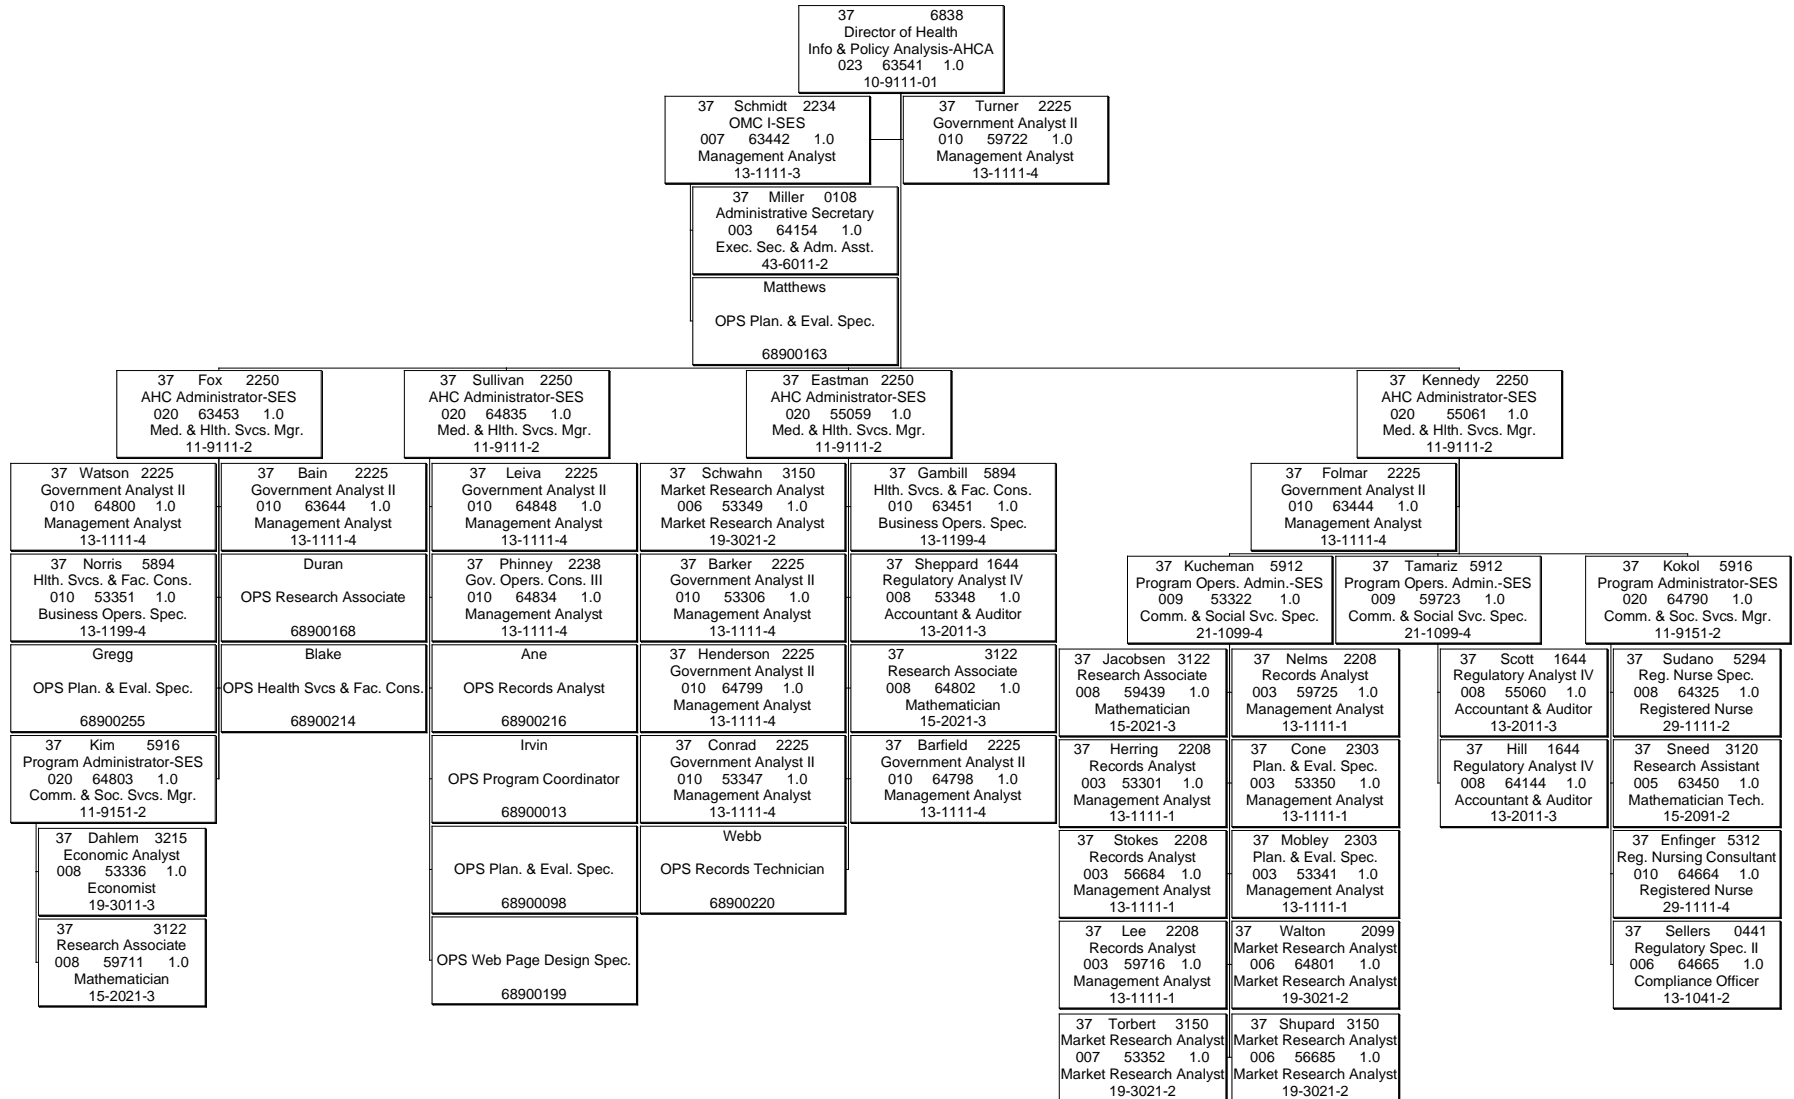 37 6838
Director of Health
Info & Policy Analysis-AHCA
023 63541 1.0
10-9111-01
37 Schmidt 2234
OMC I-SES
007 63442 1.0
Management Analyst
13-1111-3
37 Turner 2225
Government Analyst II
010 59722 1.0
Management Analyst
13-1111-4
37 Miller 0108
Administrative Secretary
003 64154 1.0
Exec. Sec. & Adm. Asst.
43-6011-2
Matthews
OPS Plan. & Eval. Spec.
68900163
37 Fox 2250
AHC Administrator-SES
020 63453 1.0
Med. & Hlth. Svcs. Mgr.
11-9111-2
37 Sullivan 2250
AHC Administrator-SES
020 64835 1.0
Med. & Hlth. Svcs. Mgr.
11-9111-2
37 Eastman 2250
AHC Administrator-SES
020 55059 1.0
Med. & Hlth. Svcs. Mgr.
11-9111-2
37 Kennedy 2250
AHC Administrator-SES
020 55061 1.0
Med. & Hlth. Svcs. Mgr.
11-9111-2
37 Watson 2225
Government Analyst II
010 64800 1.0
Management Analyst
13-1111-4
37 Bain 2225
Government Analyst II
010 63644 1.0
Management Analyst
13-1111-4
37 Leiva 2225
Government Analyst II
010 64848 1.0
Management Analyst
13-1111-4
37 Schwahn 3150
Market Research Analyst
006 53349 1.0
Market Research Analyst
19-3021-2
37 Gambill 5894
Hlth. Svcs. & Fac. Cons.
010 63451 1.0
Business Opers. Spec.
13-1199-4
37 Folmar 2225
Government Analyst II
010 63444 1.0
Management Analyst
13-1111-4
37 Norris 5894
Hlth. Svcs. & Fac. Cons.
010 53351 1.0
Business Opers. Spec.
13-1199-4
Duran
OPS Research Associate
68900168
37 Phinney 2238
Gov. Opers. Cons. III
010 64834 1.0
Management Analyst
13-1111-4
37 Barker 2225
Government Analyst II
010 53306 1.0
Management Analyst
13-1111-4
37 Sheppard 1644
Regulatory Analyst IV
008 53348 1.0
Accountant & Auditor
13-2011-3
37 Kucheman 5912
Program Opers. Admin.-SES
009 53322 1.0
Comm. & Social Svc. Spec.
21-1099-4
37 Tamariz 5912
Program Opers. Admin.-SES
009 59723 1.0
Comm. & Social Svc. Spec.
21-1099-4
37 Kokol 5916
Program Administrator-SES
020 64790 1.0
Comm. & Soc. Svcs. Mgr.
11-9151-2
Gregg
OPS Plan. & Eval. Spec.
68900255
Blake
OPS Health Svcs & Fac. Cons.
68900214
Ane
OPS Records Analyst
68900216
37 Henderson 2225
Government Analyst II
010 64799 1.0
Management Analyst
13-1111-4
37 3122
Research Associate
008 64802 1.0
Mathematician
15-2021-3
37 Jacobsen 3122
Research Associate
008 59439 1.0
Mathematician
15-2021-3
37 Nelms 2208
Records Analyst
003 59725 1.0
Management Analyst
13-1111-1
37 Scott 1644
Regulatory Analyst IV
008 55060 1.0
Accountant & Auditor
13-2011-3
37 Sudano 5294
Reg. Nurse Spec.
008 64325 1.0
Registered Nurse
29-1111-2
37 Kim 5916
Program Administrator-SES
020 64803 1.0
Comm. & Soc. Svcs. Mgr.
11-9151-2
Irvin
OPS Program Coordinator
68900013
37 Conrad 2225
Government Analyst II
010 53347 1.0
Management Analyst
13-1111-4
37 Barfield 2225
Government Analyst II
010 64798 1.0
Management Analyst
13-1111-4
37 Herring 2208
Records Analyst
003 53301 1.0
Management Analyst
13-1111-1
37 Cone 2303
Plan. & Eval. Spec.
003 53350 1.0
Management Analyst
13-1111-1
37 Hill 1644
Regulatory Analyst IV
008 64144 1.0
Accountant & Auditor
13-2011-3
37 Sneed 3120
Research Assistant
005 63450 1.0
Mathematician Tech.
15-2091-2
37 Dahlem 3215
Economic Analyst
008 53336 1.0
Economist
19-3011-3
OPS Plan. & Eval. Spec.
68900098
Webb
OPS Records Technician
68900220
37 Stokes 2208
Records Analyst
003 56684 1.0
Management Analyst
13-1111-1
37 Mobley 2303
Plan. & Eval. Spec.
003 53341 1.0
Management Analyst
13-1111-1
37 Enfinger 5312
Reg. Nursing Consultant
010 64664 1.0
Registered Nurse
29-1111-4
37 3122
Research Associate
008 59711 1.0
Mathematician
15-2021-3
OPS Web Page Design Spec.
68900199
37 Lee 2208
Records Analyst
003 59716 1.0
Management Analyst
13-1111-1
37 Walton 2099
Market Research Analyst
006 64801 1.0
Market Research Analyst
19-3021-2
37 Sellers 0441
Regulatory Spec. II
006 64665 1.0
Compliance Officer
13-1041-2
37 Torbert 3150
Market Research Analyst
007 53352 1.0
Market Research Analyst
19-3021-2
37 Shupard 3150
Market Research Analyst
006 56685 1.0
Market Research Analyst
19-3021-2